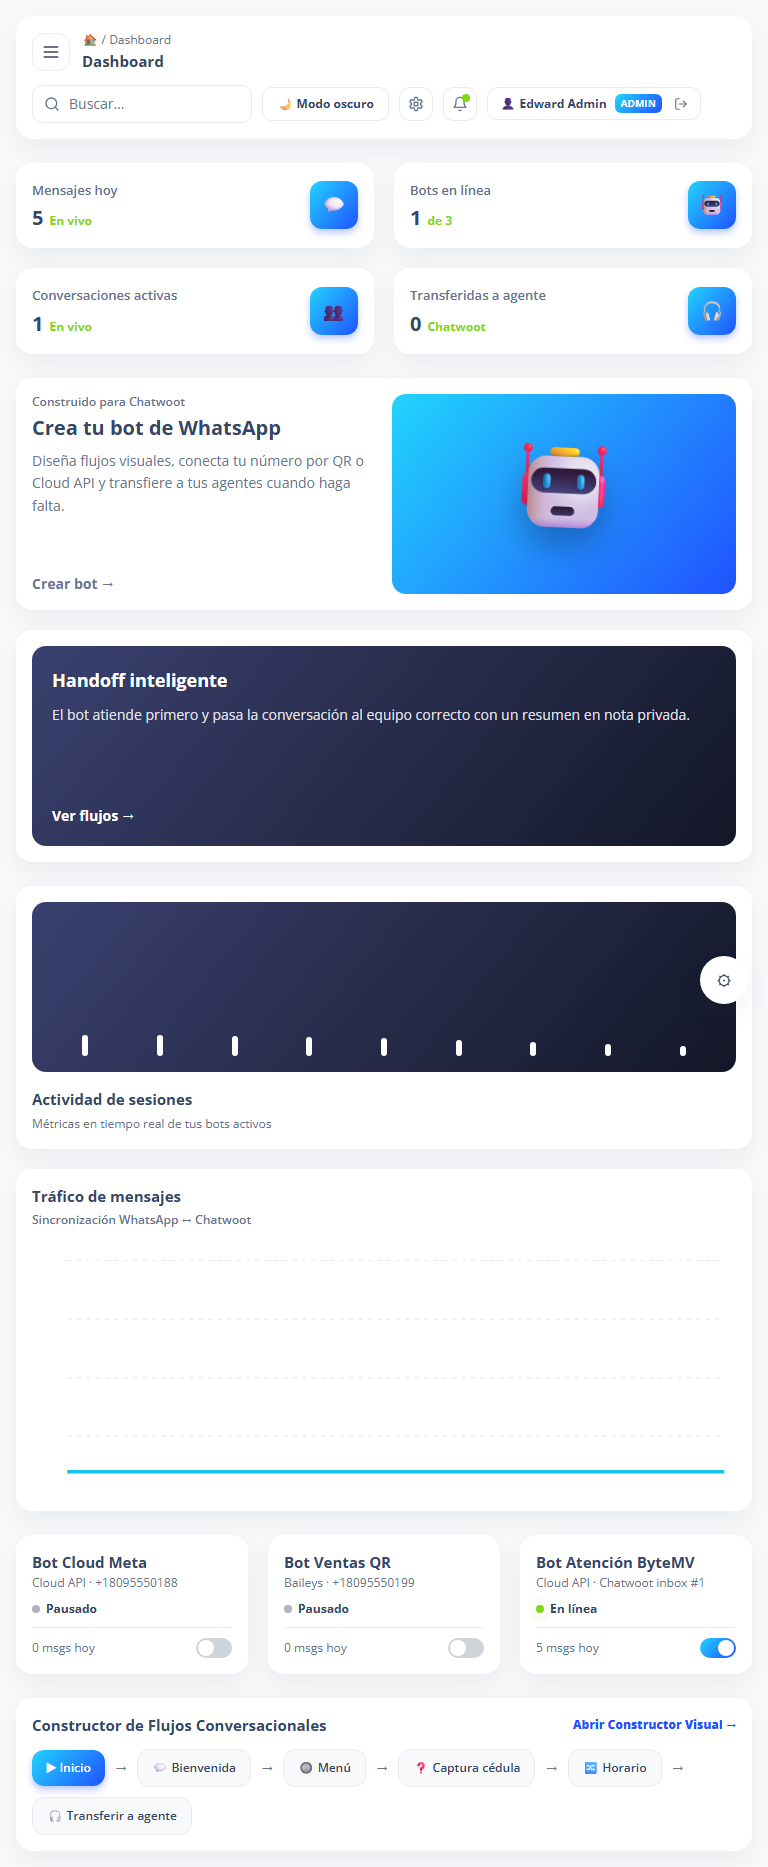 / Dashboard
Dashboard
Buscar...
Modo oscuro
Edward Admin ADMIN
Mensajes hoy
5 En vivo
Bots en línea
1 de 3
Conversaciones activas
1 En vivo
Transferidas a agente
0 Chatwoot
Construido para Chatwoot
Crea tu bot de WhatsApp
Diseña flujos visuales, conecta tu número por QR o
Cloud API y transfiere a tus agentes cuando haga
falta.
Crear bot →
Handoff inteligente
El bot atiende primero y pasa la conversación al equipo correcto con un resumen en nota privada.
Ver flujos →
Actividad de sesiones
Métricas en tiempo real de tus bots activos
Tráfico de mensajes
Sincronización WhatsApp ↔ Chatwoot
Bot Cloud Meta
Cloud API · +18095550188
Pausado
0 msgs hoy
Bot Ventas QR
Baileys · +18095550199
Pausado
0 msgs hoy
Bot Atención ByteMV
Cloud API · Chatwoot inbox #1
En línea
5 msgs hoy
Constructor de Flujos Conversacionales
Abrir Constructor Visual →
▶ Inicio → Bienvenida → Menú → ❓ Captura cédula → Horario →
Transferir a agente